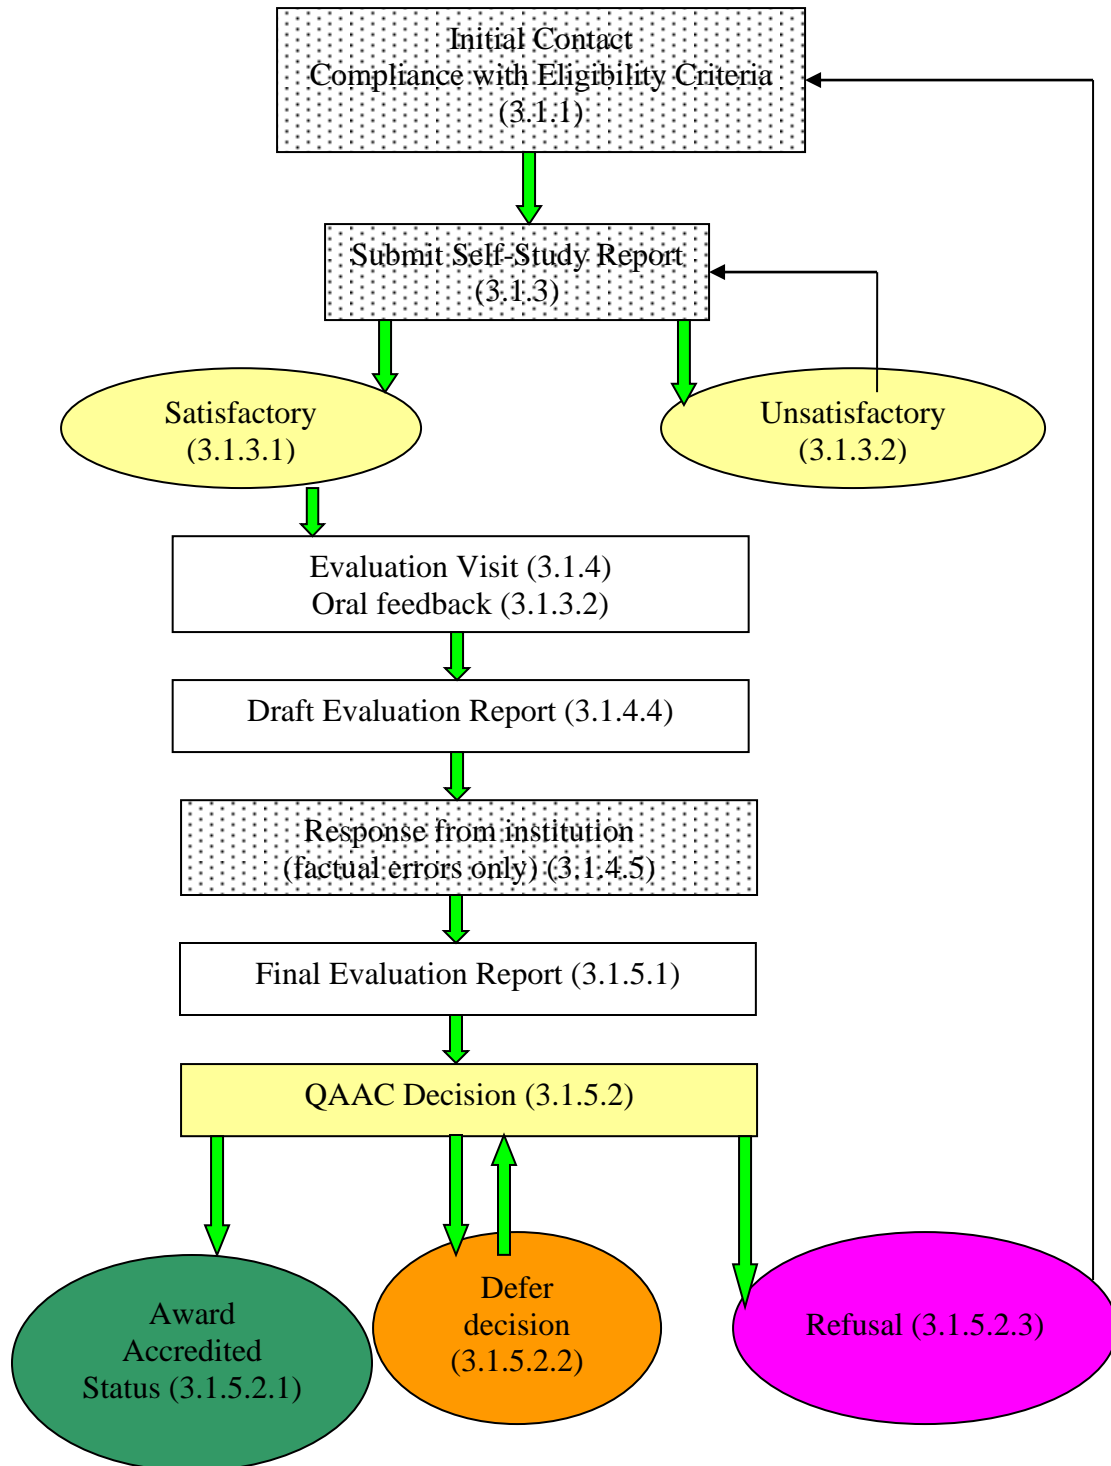 Initial Contact
Compliance with Eligibility Criteria
(3.1.1)
Submit Self-Study Report
(3.1.3)
Satisfactory
(3.1.3.1)
Unsatisfactory
(3.1.3.2)
Evaluation Visit (3.1.4)
Oral feedback (3.1.3.2)
Draft Evaluation Report (3.1.4.4)
Response from institution
(factual errors only) (3.1.4.5)
Final Evaluation Report (3.1.5.1)
QAAC Decision (3.1.5.2)
Award
Accredited
Status (3.1.5.2.1)
Defer
decision
(3.1.5.2.2)
Refusal (3.1.5.2.3)